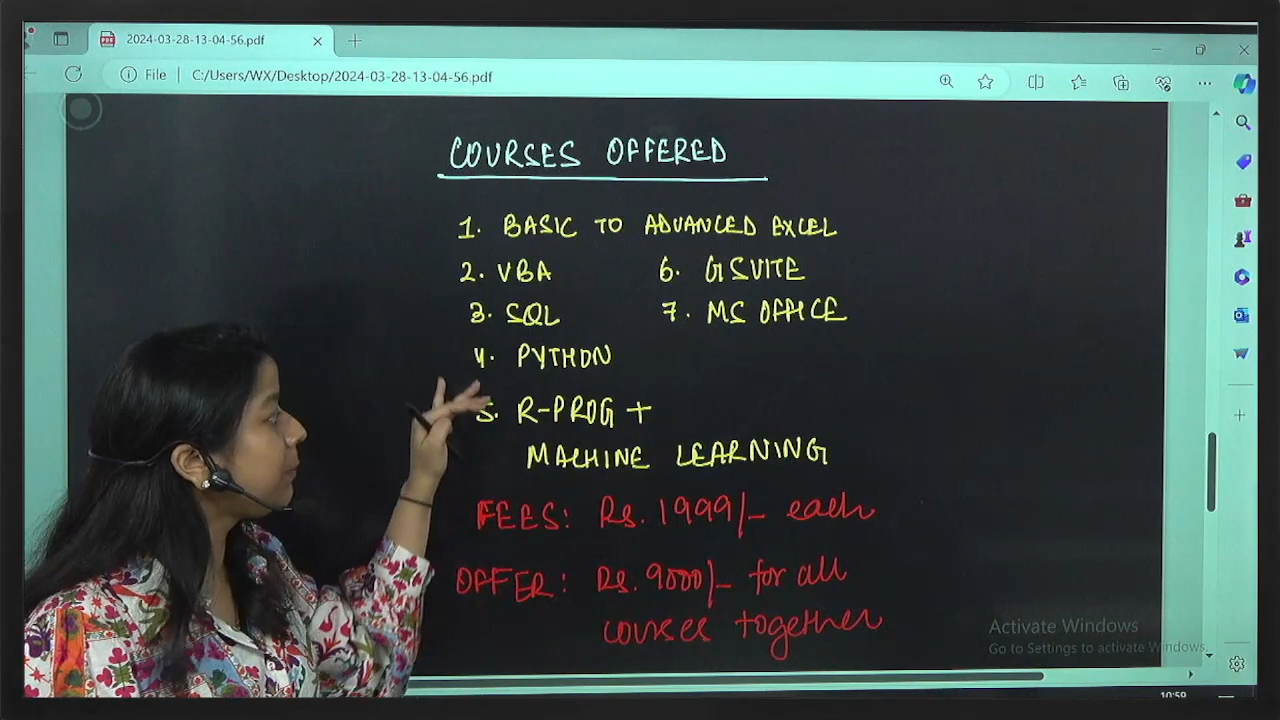 2024-03-28-13-04-56.pdf
File
C:/Users/WX/Desktop/2024-03-28-13-04-56.pdf
COURSES OFFERED
1. BASIC TO ADVANCED EXCEL
2. VBA 6. GSUITE
3. SQL 7. MS OFFICE
4. PYTHON
5. R-PROG +
MACHINE LEARNING
FEES: Rs. 1999/- each
OFFER: Rs. 9000/- for all
courses together
Activate Windows
Go to Settings to activate Windows.
10:59